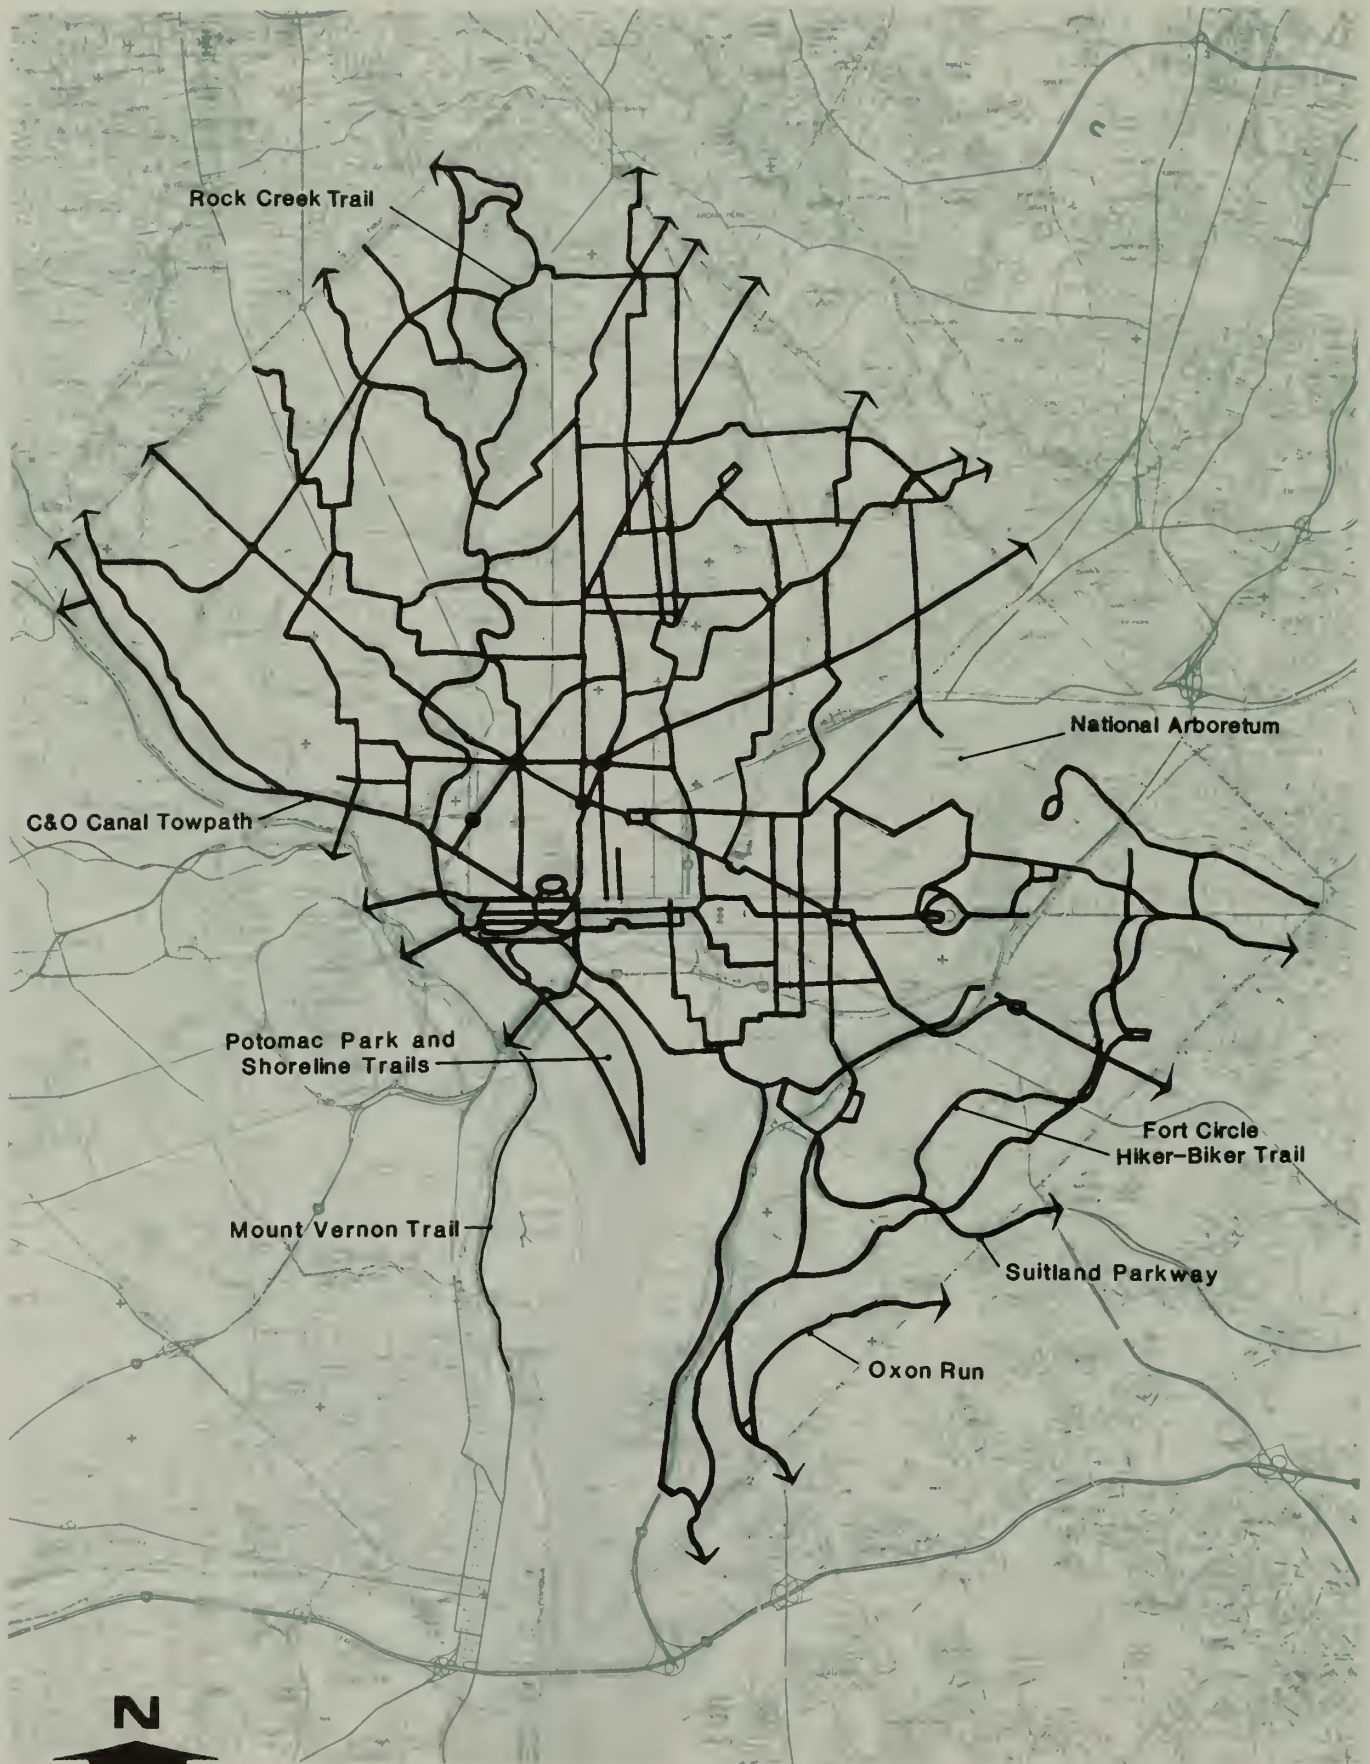 Rock Creek Trail
National Arboretum
C&O Canal Towpath
Potomac Park and
Shoreline Trails
Fort Circle
Hiker-Biker Trail
Mount Vernon Trail
Suitland Parkway
Oxon Run
N